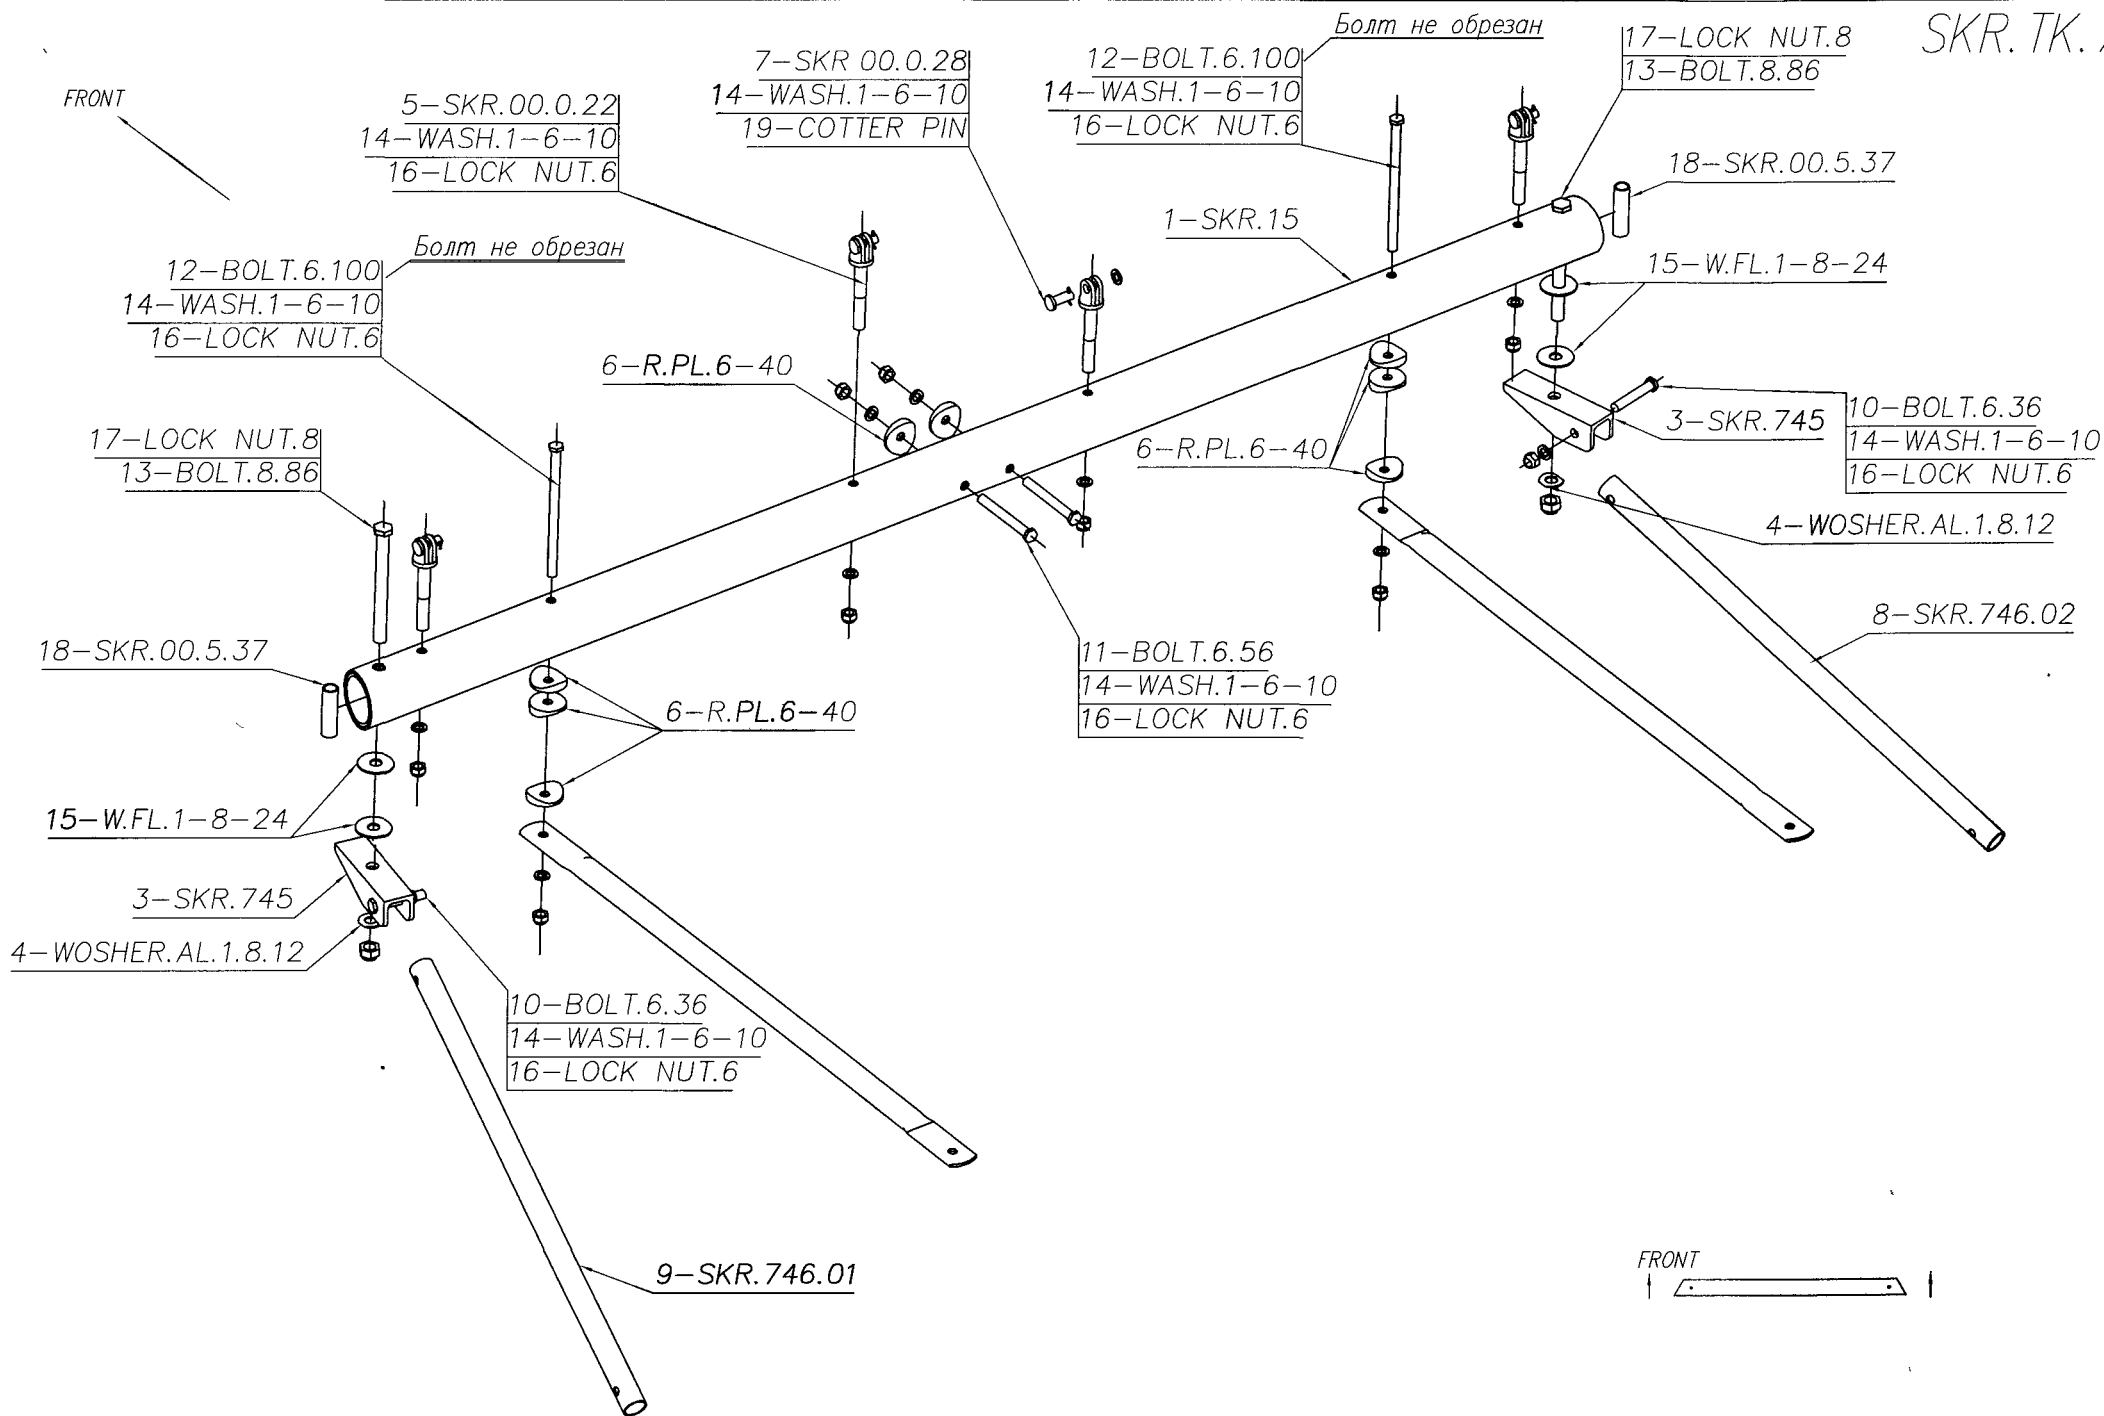 SKR. TK.
FRONT
5-SKR.00.0.22
14-WASH.1-6-10
16-LOCK NUT.6
7-SKR 00.0.28
14-WASH.1-6-10
19-COTTER PIN
Болт не обрезан
12-BOLT.6.100
14-WASH.1-6-10
16-LOCK NUT.6
17-LOCK NUT.8
13-BOLT.8.86
18-SKR.00.5.37
1-SKR.15
15-W.FL.1-8-24
Болт не обрезан
12-BOLT.6.100
14-WASH.1-6-10
16-LOCK NUT.6
6-R.PL.6-40
17-LOCK NUT.8
13-BOLT.8.86
6-R.PL.6-40
3-SKR.745
10-BOLT.6.36
14-WASH.1-6-10
16-LOCK NUT.6
4-WOSHER.AL.1.8.12
8-SKR.746.02
18-SKR.00.5.37
11-BOLT.6.56
14-WASH.1-6-10
16-LOCK NUT.6
6-R.PL.6-40
15-W.FL.1-8-24
3-SKR.745
4-WOSHER.AL.1.8.12
10-BOLT.6.36
14-WASH.1-6-10
16-LOCK NUT.6
9-SKR.746.01
FRONT